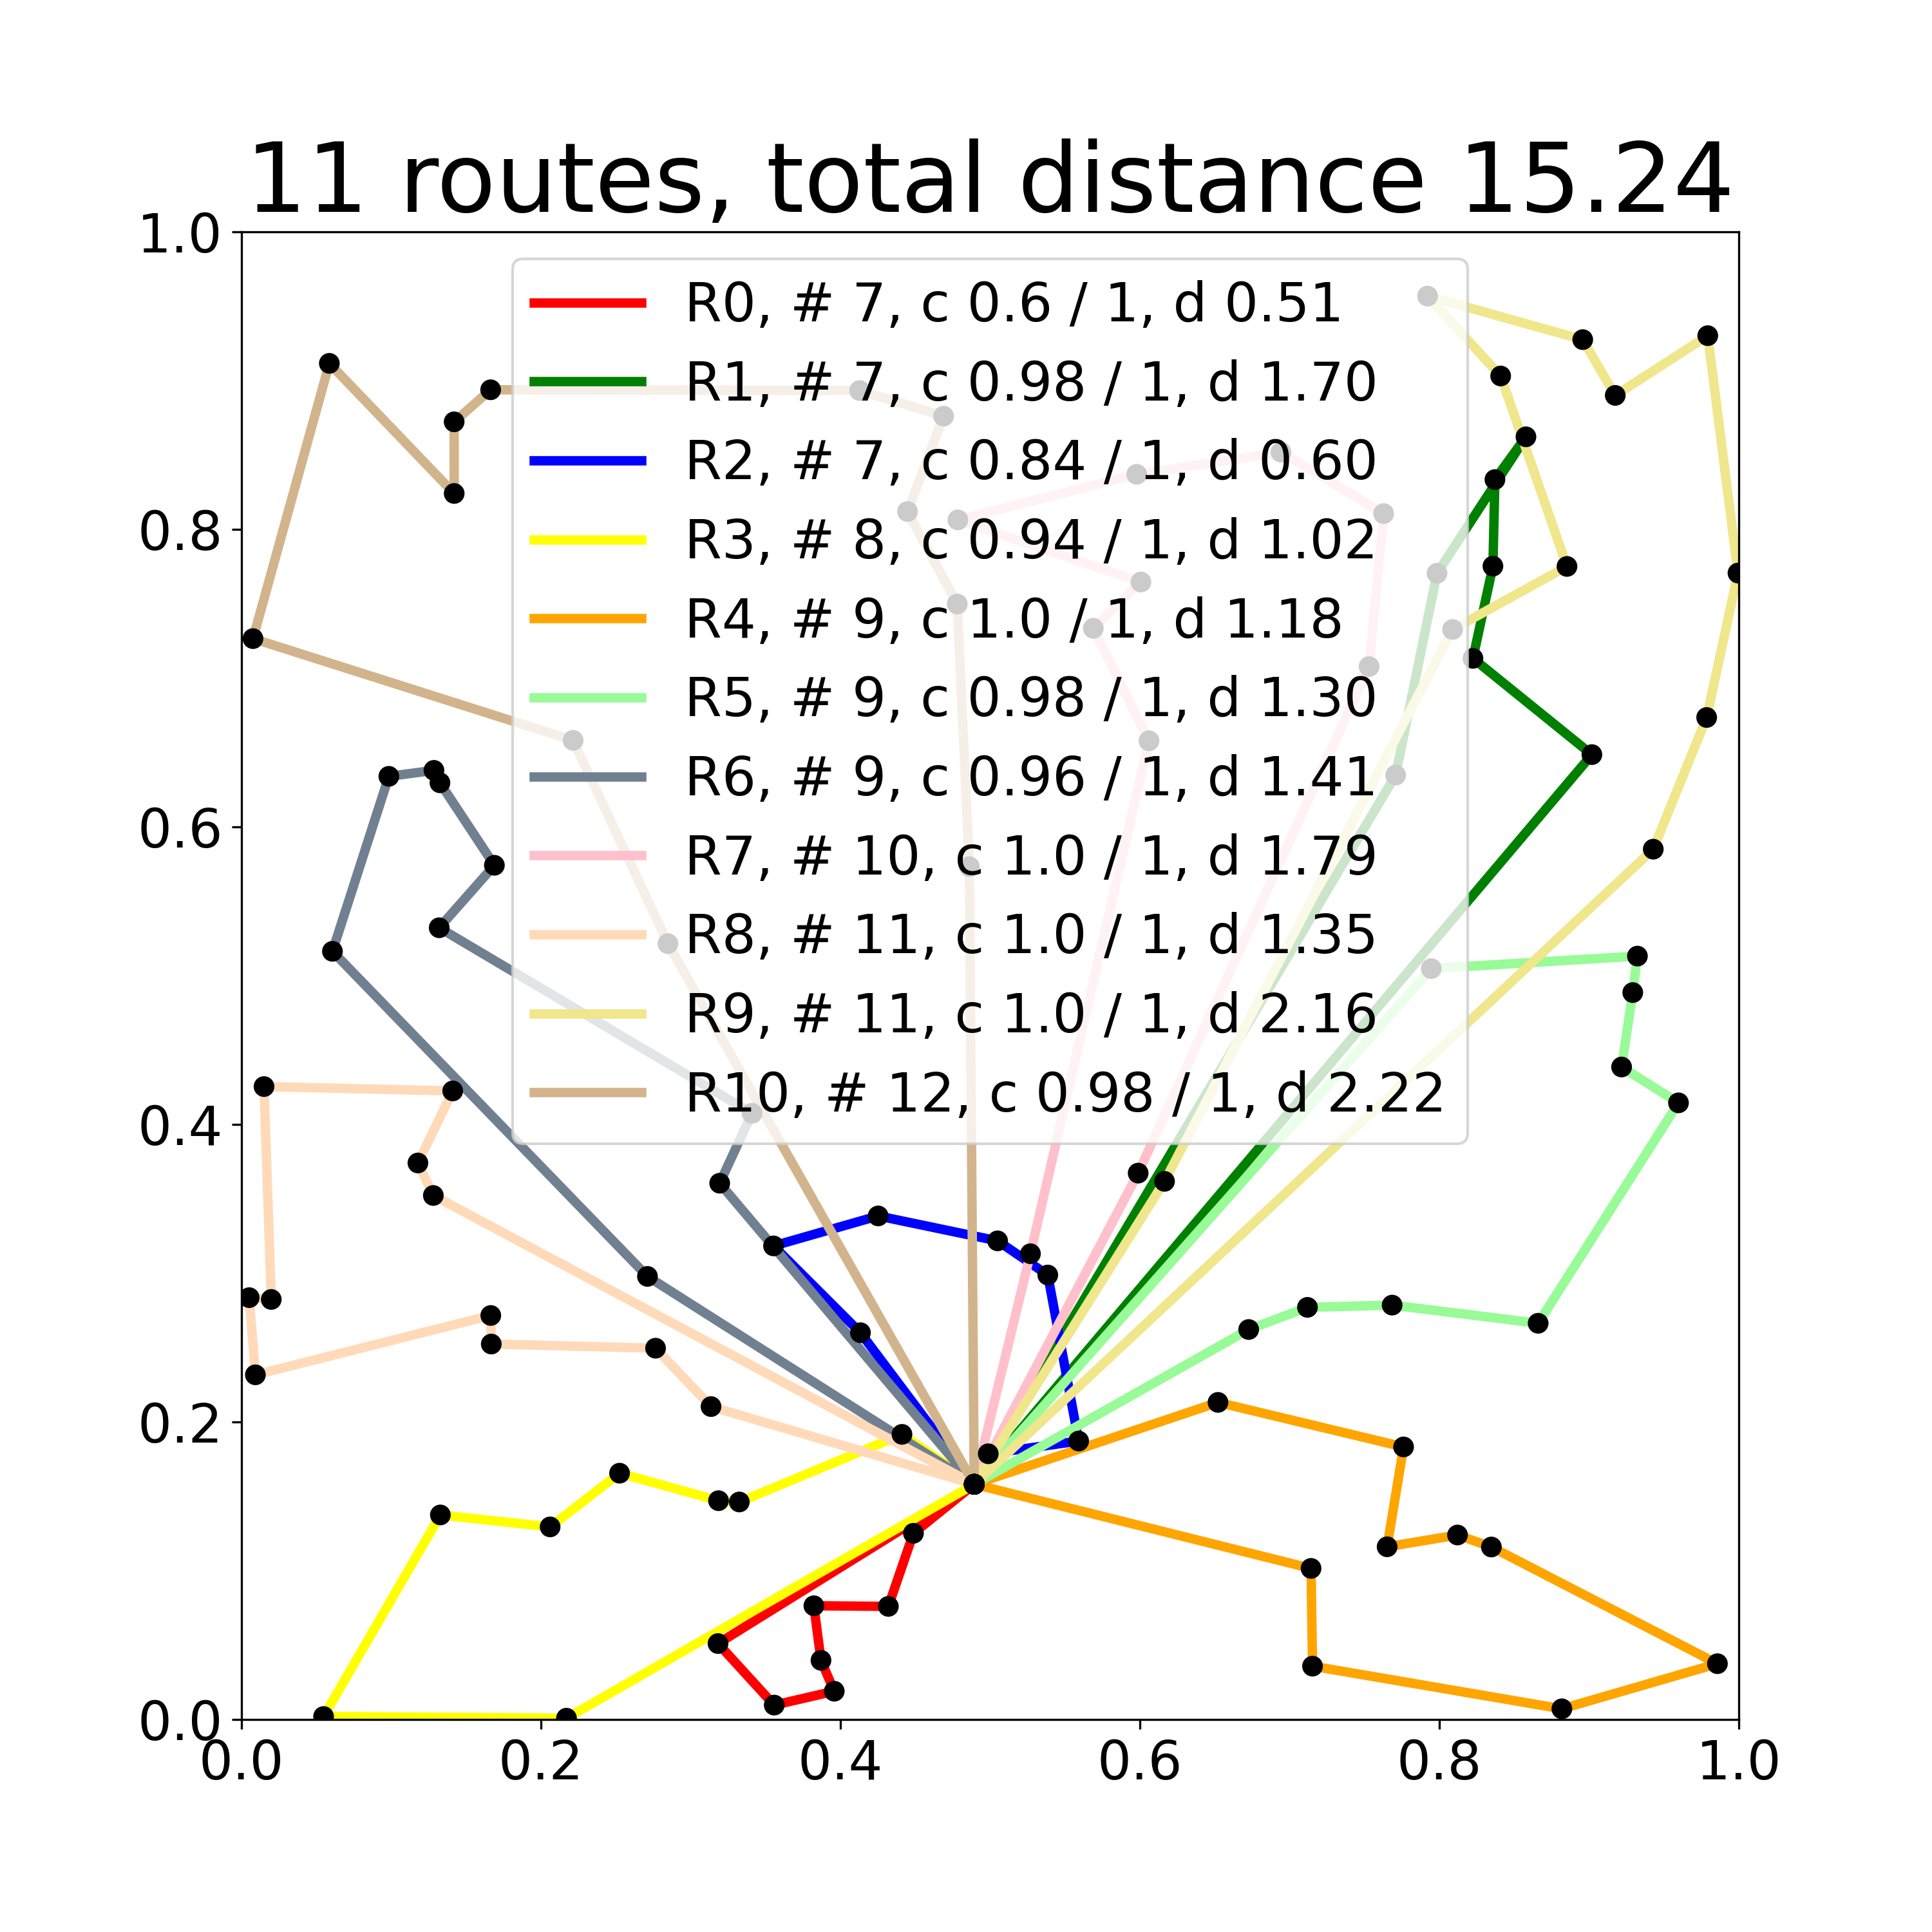 11 routes, total distance 15.24
1.0
0.8
0.6
0.4
0.2
0.0
R0, # 7, c 0.6 / 1, d 0.51
R1, # 7, c 0.98 / 1, d 1.70
R2, # 7, c 0.84 / 1, d 0.60
R3, # 8, c 0.94 / 1, d 1.02
R4, # 9, c 1.0 / 1, d 1.18
R5, # 9, c 0.98 / 1, d 1.30
R6, # 9, c 0.96 / 1, d 1.41
R7, # 10, c 1.0 / 1, d 1.79
R8, # 11, c 1.0 / 1, d 1.35
R9, # 11, c 1.0 / 1, d 2.16
R10, # 12, c 0.98 / 1, d 2.22
0.0 0.2 0.4 0.6 0.8 1.0